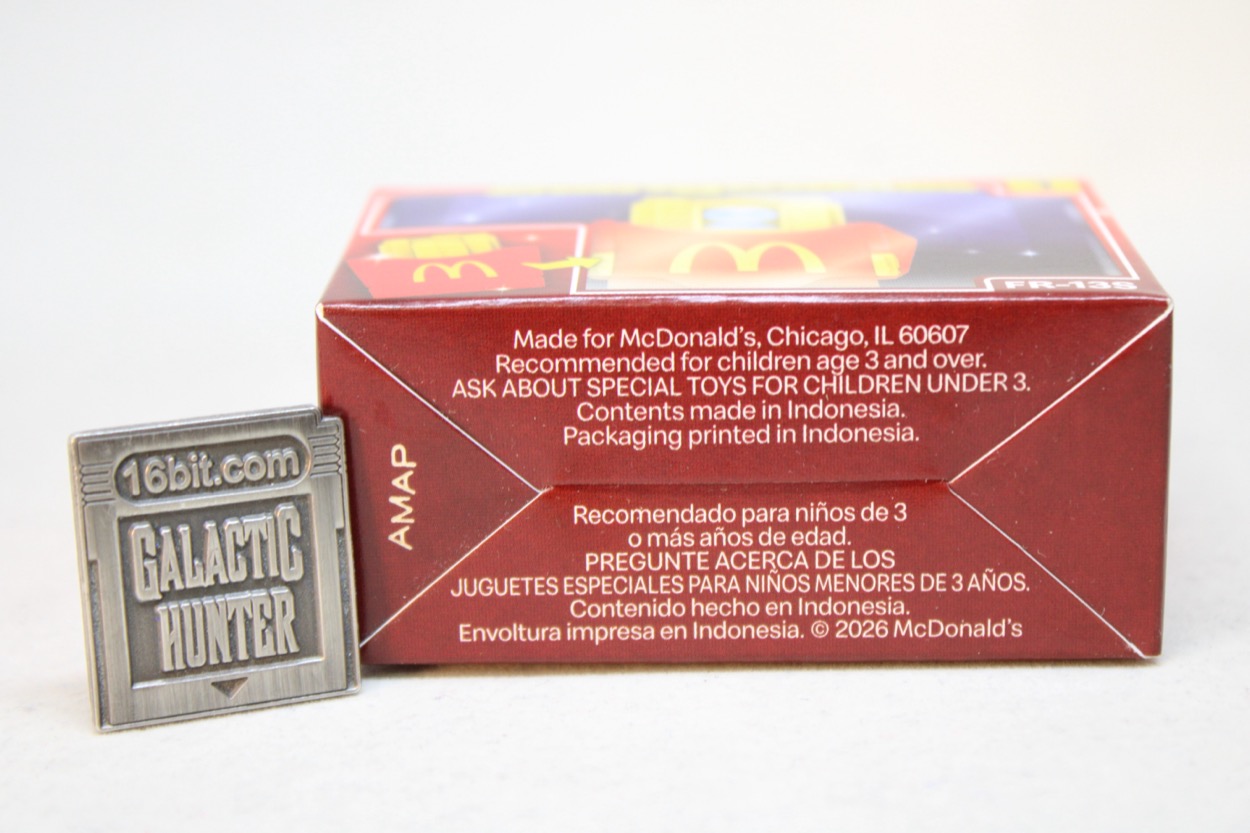 FR-13S
Made for McDonald's, Chicago, IL 60607
Recommended for children age 3 and over.
ASK ABOUT SPECIAL TOYS FOR CHILDREN UNDER 3.
Contents made in Indonesia.
Packaging printed in Indonesia.
AMAP
Recomendado para niños de 3
o más años de edad.
PREGUNTE ACERCA DE LOS
JUGUETES ESPECIALES PARA NIÑOS MENORES DE 3 AÑOS.
Contenido hecho en Indonesia.
Envoltura impresa en Indonesia. © 2026 McDonald's
16bit.com
GALACTIC
HUNTER